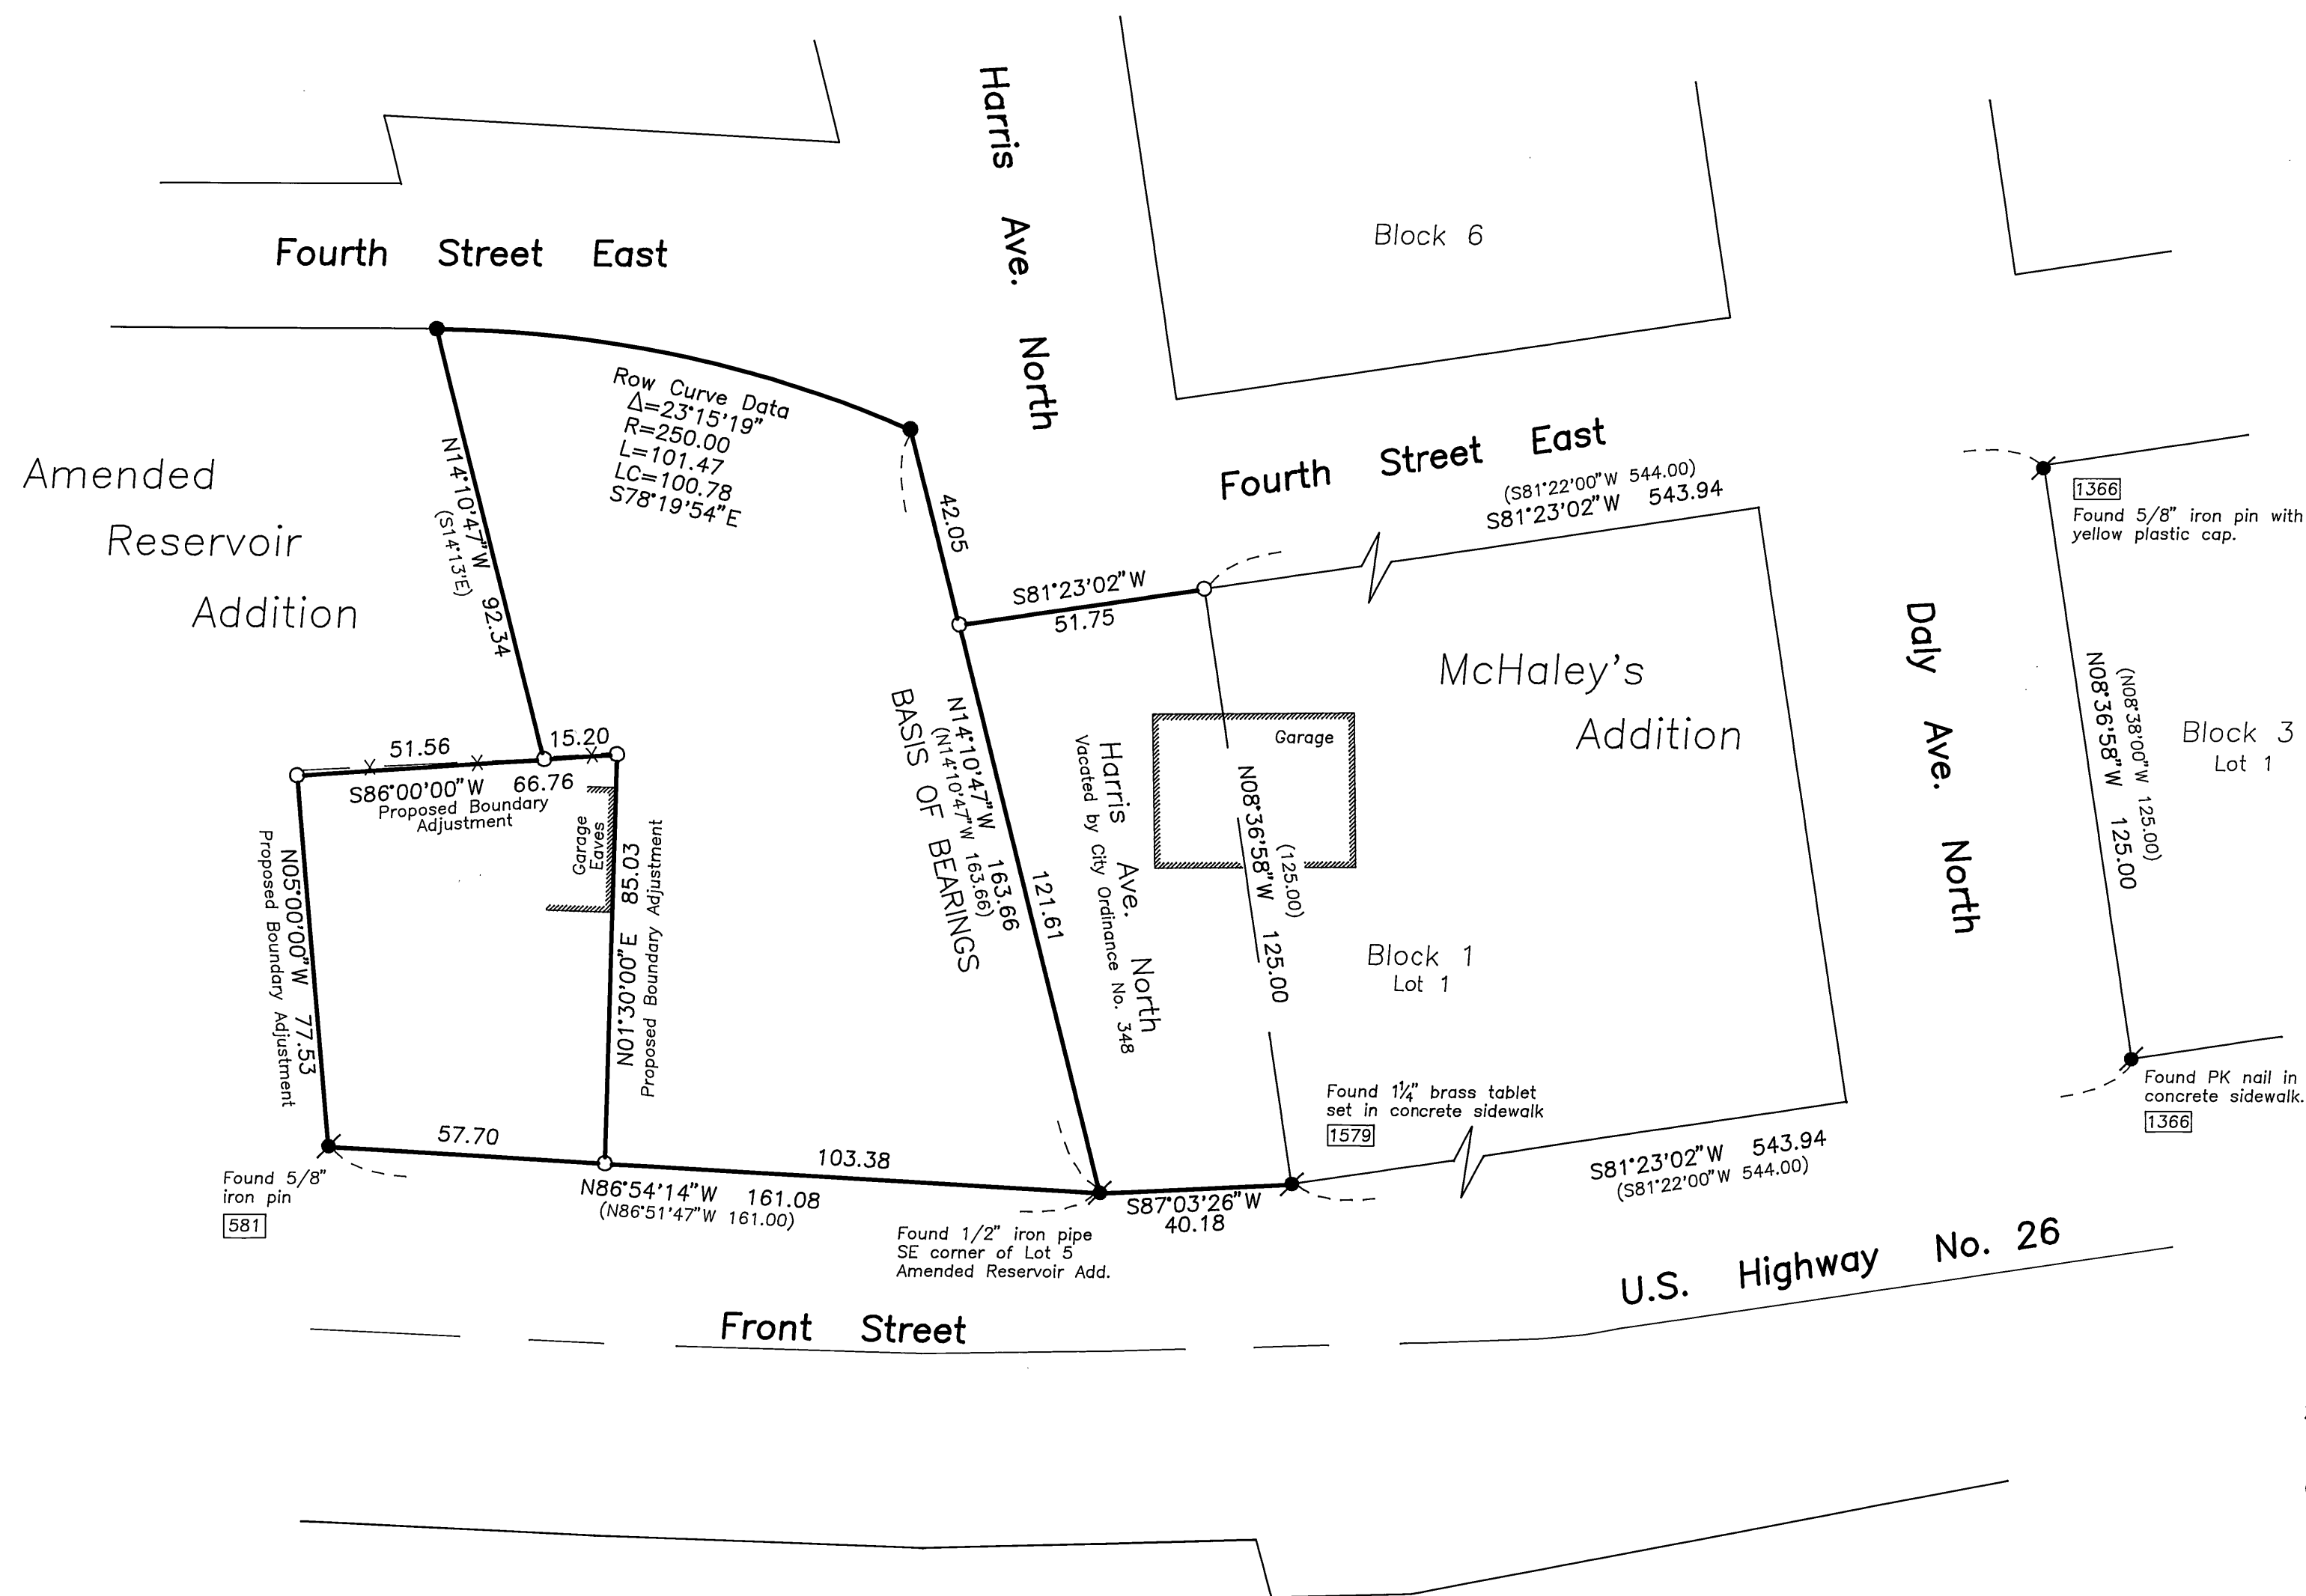 Harris Ave. North
Block 6
Fourth Street East
Row Curve Data
Δ=23°15'19"
R=250.00
L=101.47
LC=100.78
S78°19'54"E
Amended
Reservoir
Addition
N14°10'47"W 92.34
(S14°13'E)
42.05
Fourth Street East
(S81°22'00"W 544.00)
S81°23'02"W 543.94
1366
Found 5/8" iron pin with
yellow plastic cap.
S81°23'02"W
51.75
McHaley's
Addition
Daly Ave. North
N08°36'58"W 125.00
(N08°38'00"W 125.00)
Block 3
Lot 1
51.56
15.20
S86°00'00"W 66.76
Proposed Boundary
Adjustment
Garage
Eaves
N05°00'00"W 77.53
Proposed Boundary Adjustment
N01°30'00"E 85.03
Proposed Boundary Adjustment
N14°10'47"W 163.66
(N14°10'47"W 163.66)
BASIS OF BEARINGS
121.61
Harris Ave. North
Vacated by City Ordinance No. 348
Garage
N08°36'58"W 125.00
(125.00)
Block 1
Lot 1
Found 1¼" brass tablet
set in concrete sidewalk
1579
Found PK nail in
concrete sidewalk.
1366
57.70
103.38
N86°54'14"W 161.08
(N86°51'47"W 161.00)
Found 5/8"
iron pin
581
S87°03'26"W
40.18
S81°23'02"W 543.94
(S81°22'00"W 544.00)
Found 1/2" iron pipe
SE corner of Lot 5
Amended Reservoir Add.
U.S. Highway No. 26
Front Street